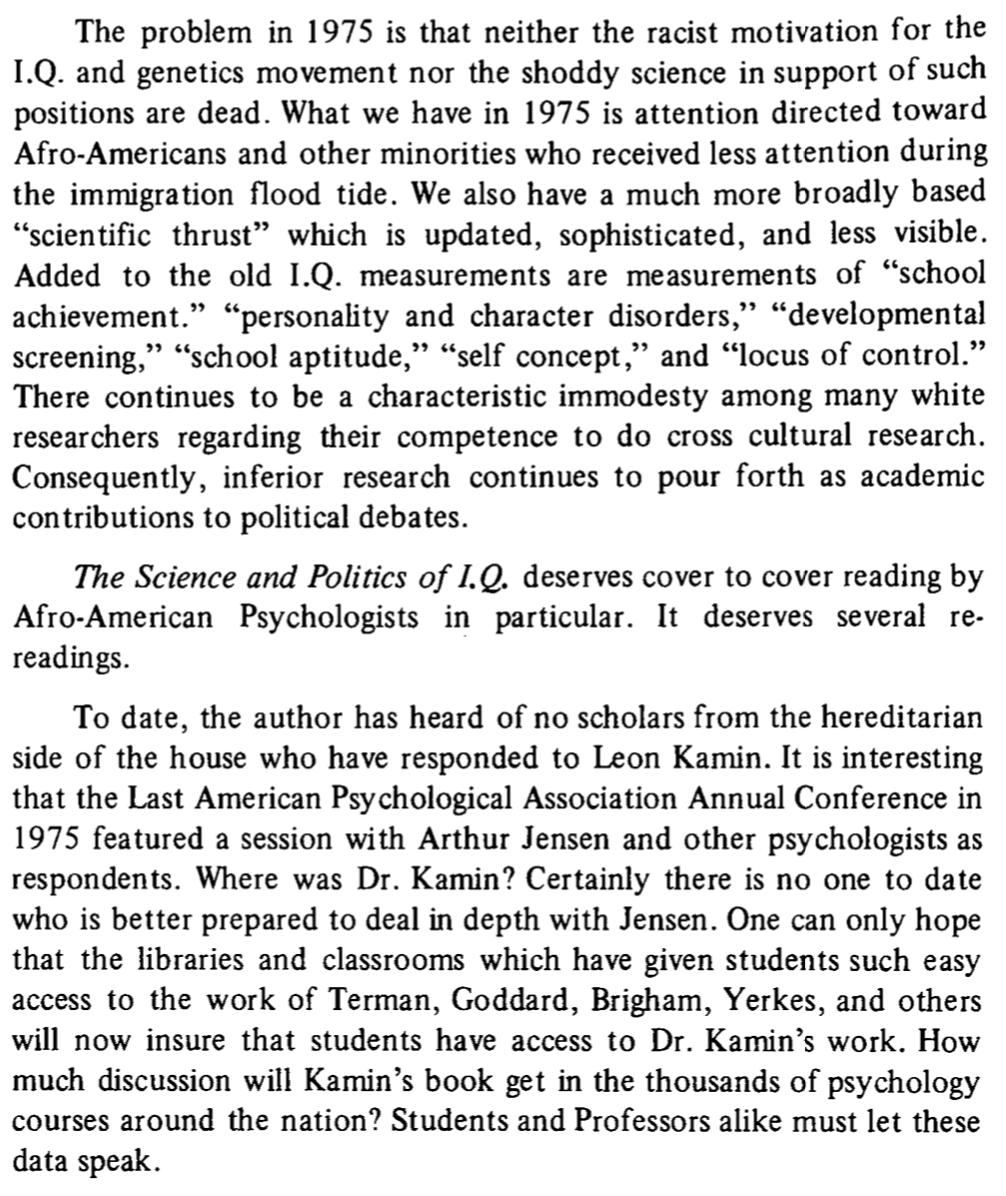 The problem in 1975 is that neither the racist motivation for the
I.Q. and genetics movement nor the shoddy science in support of such
positions are dead. What we have in 1975 is attention directed toward
Afro-Americans and other minorities who received less attention during
the immigration flood tide. We also have a much more broadly based
“scientific thrust” which is updated, sophisticated, and less visible.
Added to the old I.Q. measurements are measurements of “school
achievement.” “personality and character disorders,” “developmental
screening,” “school aptitude,” “self concept,” and “locus of control.”
There continues to be a characteristic immodesty among many white
researchers regarding their competence to do cross cultural research.
Consequently, inferior research continues to pour forth as academic
contributions to political debates.
The Science and Politics of I.Q. deserves cover to cover reading by
Afro-American Psychologists in particular. It deserves several re-
readings.
To date, the author has heard of no scholars from the hereditarian
side of the house who have responded to Leon Kamin. It is interesting
that the Last American Psychological Association Annual Conference in
1975 featured a session with Arthur Jensen and other psychologists as
respondents. Where was Dr. Kamin? Certainly there is no one to date
who is better prepared to deal in depth with Jensen. One can only hope
that the libraries and classrooms which have given students such easy
access to the work of Terman, Goddard, Brigham, Yerkes, and others
will now insure that students have access to Dr. Kamin’s work. How
much discussion will Kamin’s book get in the thousands of psychology
courses around the nation? Students and Professors alike must let these
data speak.